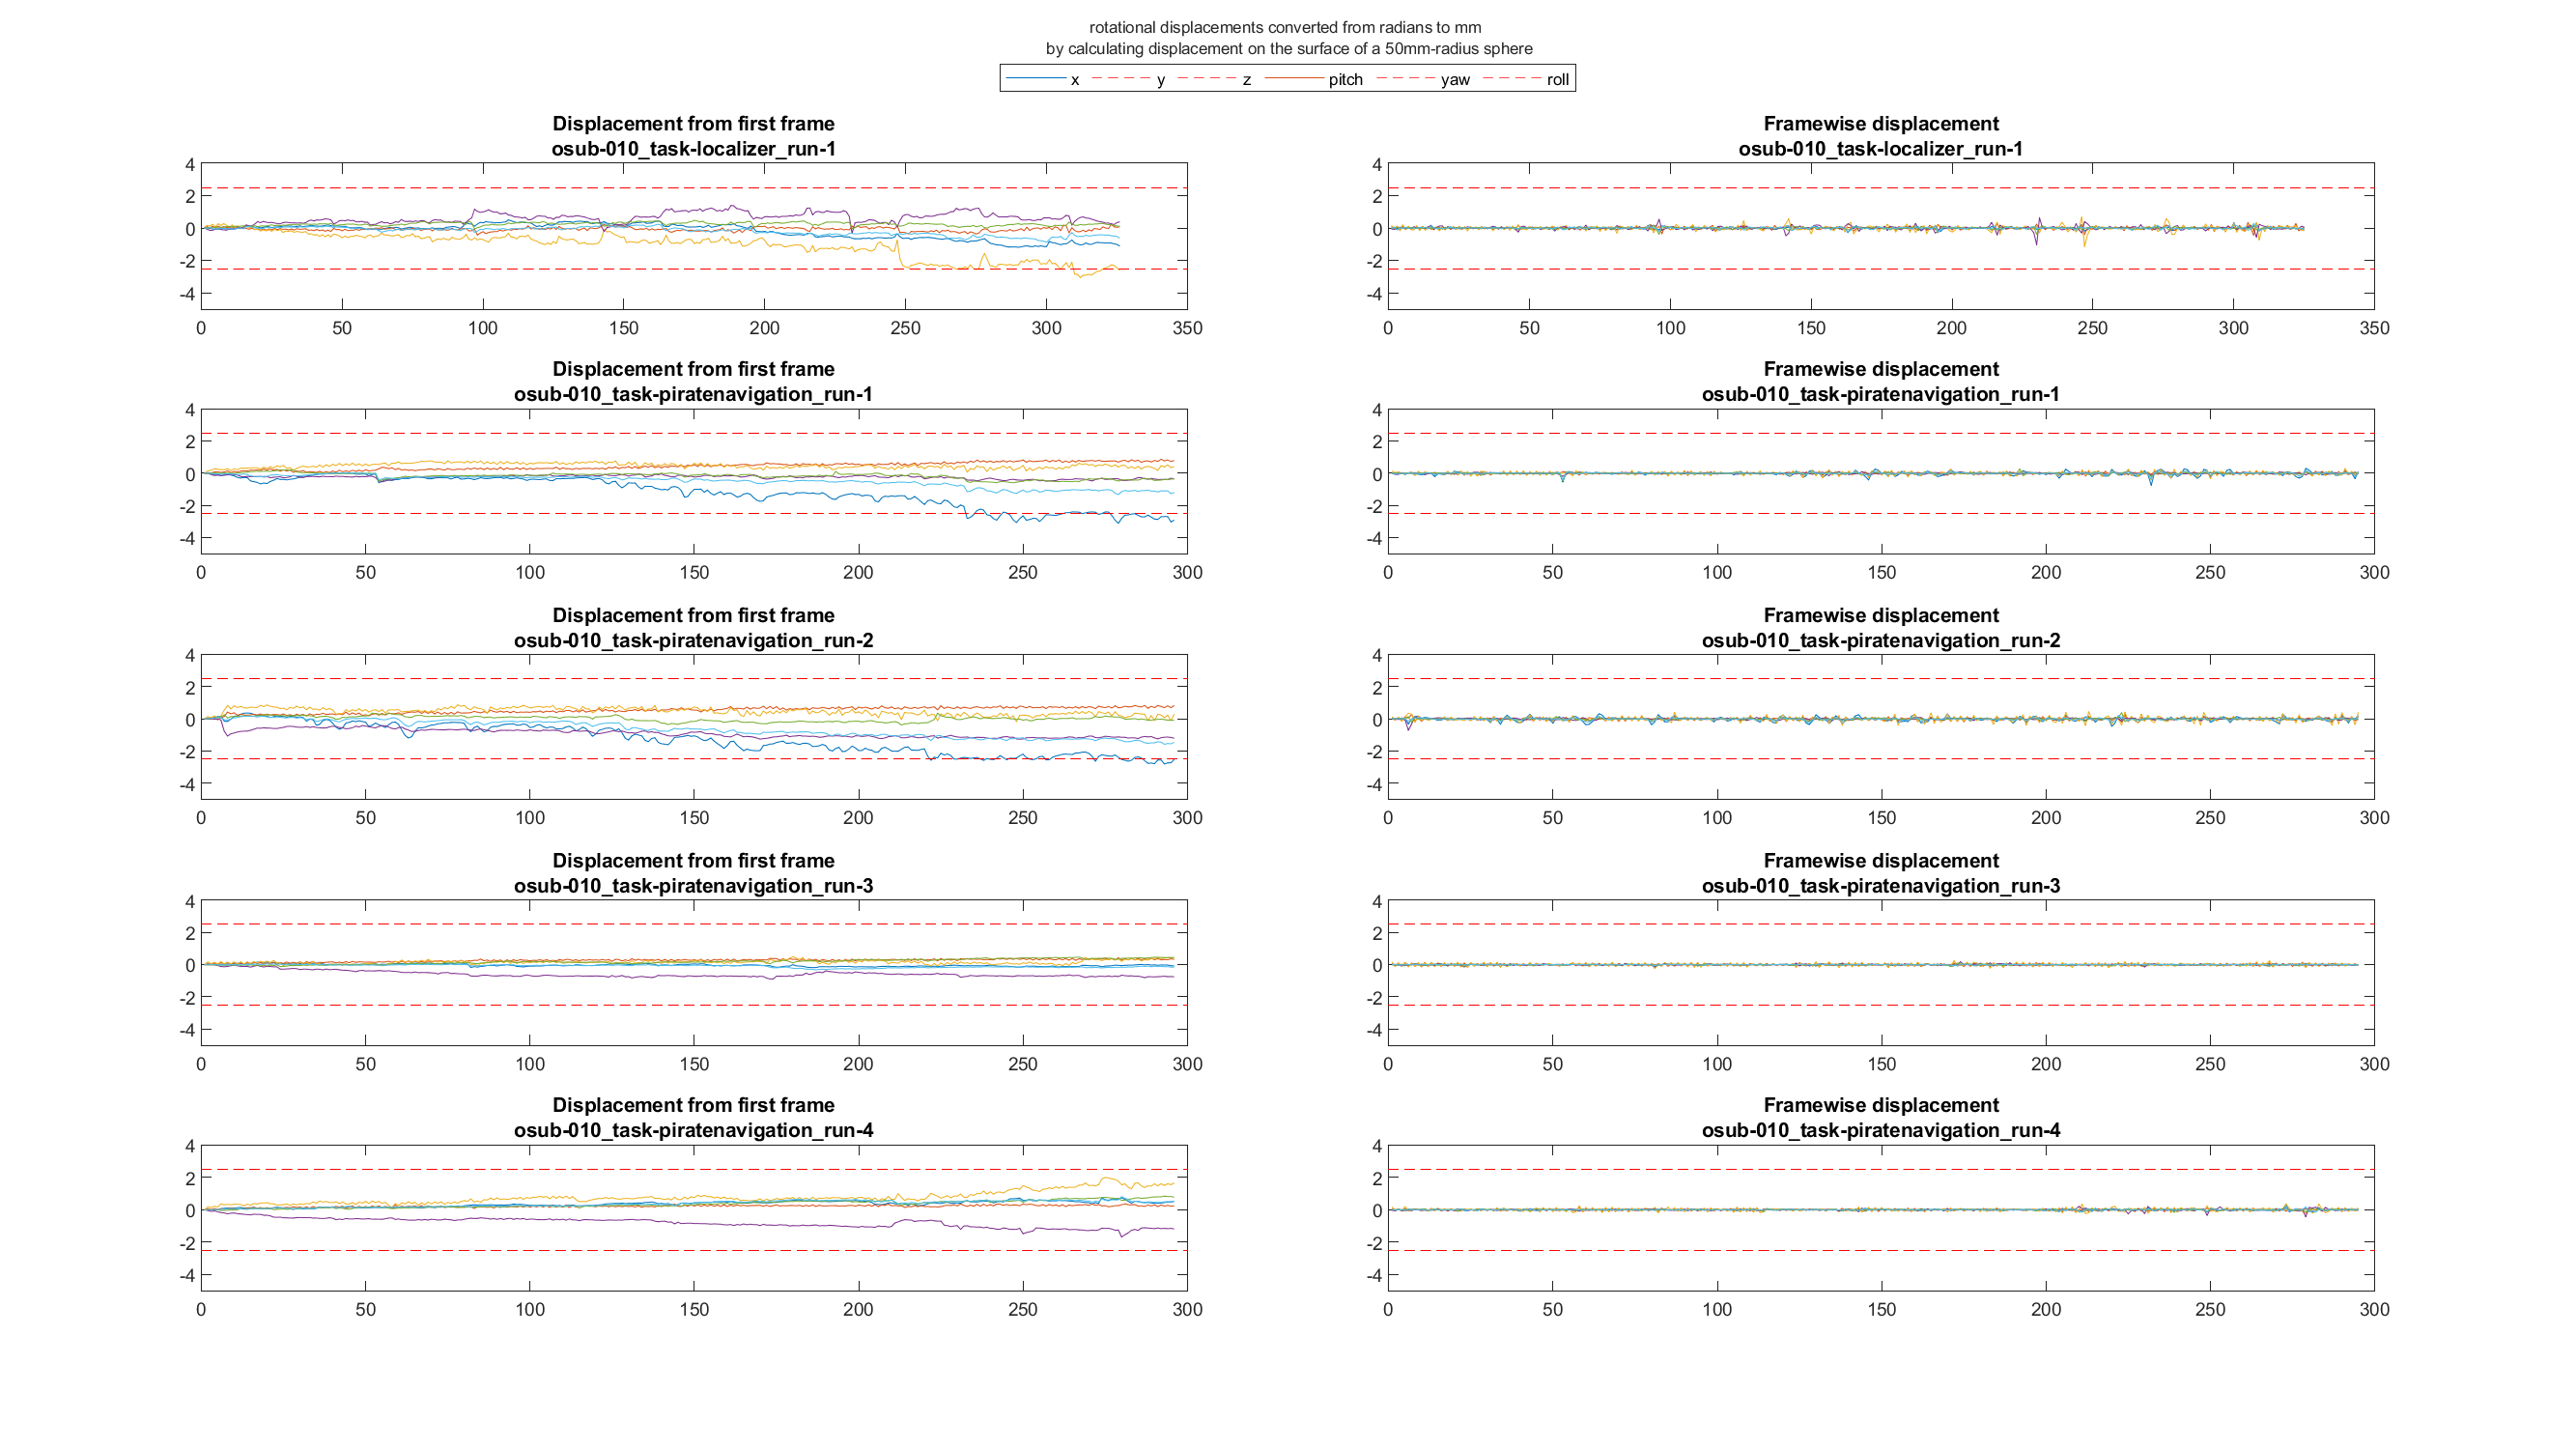 rotational displacements converted from radians to mm
by calculating displacement on the surface of a 50mm-radius sphere
x y z pitch yaw roll
Displacement from first frame
osub-010_task-localizer_run-1
4
2
0
-2
-4
0 50 100 150 200 250 300 350
Framewise displacement
osub-010_task-localizer_run-1
4
2
0
-2
-4
0 50 100 150 200 250 300 350
Displacement from first frame
osub-010_task-piratenavigation_run-1
4
2
0
-2
-4
0 50 100 150 200 250 300
Framewise displacement
osub-010_task-piratenavigation_run-1
4
2
0
-2
-4
0 50 100 150 200 250 300
Displacement from first frame
osub-010_task-piratenavigation_run-2
4
2
0
-2
-4
0 50 100 150 200 250 300
Framewise displacement
osub-010_task-piratenavigation_run-2
4
2
0
-2
-4
0 50 100 150 200 250 300
Displacement from first frame
osub-010_task-piratenavigation_run-3
4
2
0
-2
-4
0 50 100 150 200 250 300
Framewise displacement
osub-010_task-piratenavigation_run-3
4
2
0
-2
-4
0 50 100 150 200 250 300
Displacement from first frame
osub-010_task-piratenavigation_run-4
4
2
0
-2
-4
0 50 100 150 200 250 300
Framewise displacement
osub-010_task-piratenavigation_run-4
4
2
0
-2
-4
0 50 100 150 200 250 300